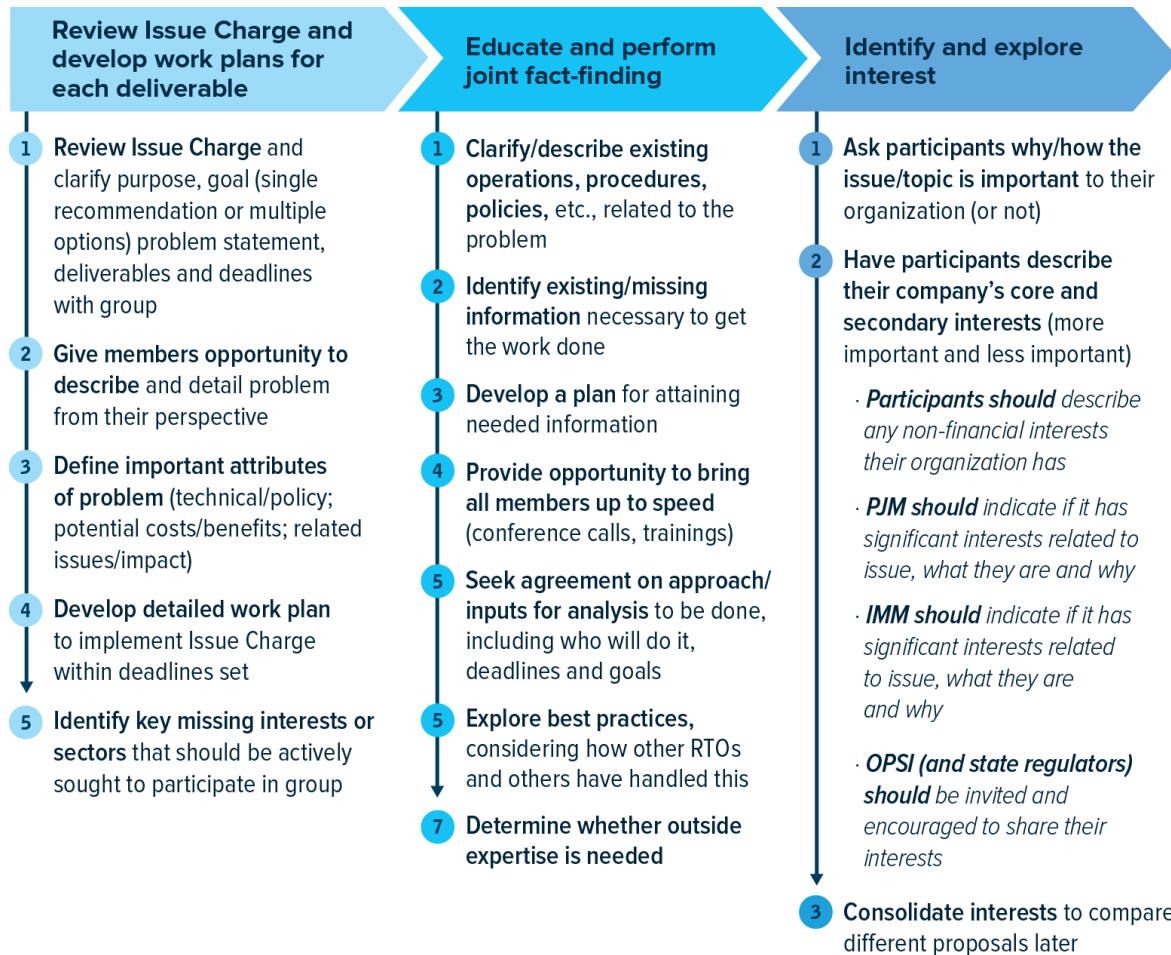 Review Issue Charge and
develop work plans for
each deliverable
1
Review Issue Charge and
clarify purpose, goal (single
recommendation or multiple
options) problem statement,
deliverables and deadlines
with group
2
Give members opportunity to
describe and detail problem
from their perspective
3
Define important attributes
of problem (technical/policy;
potential costs/benefits; related
issues/impact)
4
Develop detailed work plan
to implement Issue Charge
within deadlines set
5
Identify key missing interests or
sectors that should be actively
sought to participate in group
Educate and perform
joint fact-finding
1
Clarify/describe existing
operations, procedures,
policies, etc., related to the
problem
2
Identify existing/missing
information necessary to get
the work done
3
Develop a plan for attaining
needed information
4
Provide opportunity to bring
all members up to speed
(conference calls, trainings)
5
Seek agreement on approach/
inputs for analysis to be done,
including who will do it,
deadlines and goals
5
Explore best practices,
considering how other RTOs
and others have handled this
7
Determine whether outside
expertise is needed
Identify and explore
interest
1
Ask participants why/how the
issue/topic is important to their
organization (or not)
2
Have participants describe
their company's core and
secondary interests (more
important and less important)
· Participants should describe
any non-financial interests
their organization has
· PJM should indicate if it has
significant interests related to
issue, what they are and why
· IMM should indicate if it has
significant interests related
to issue, what they are
and why
· OPSI (and state regulators)
should be invited and
encouraged to share their
interests
3
Consolidate interests to compare
different proposals later